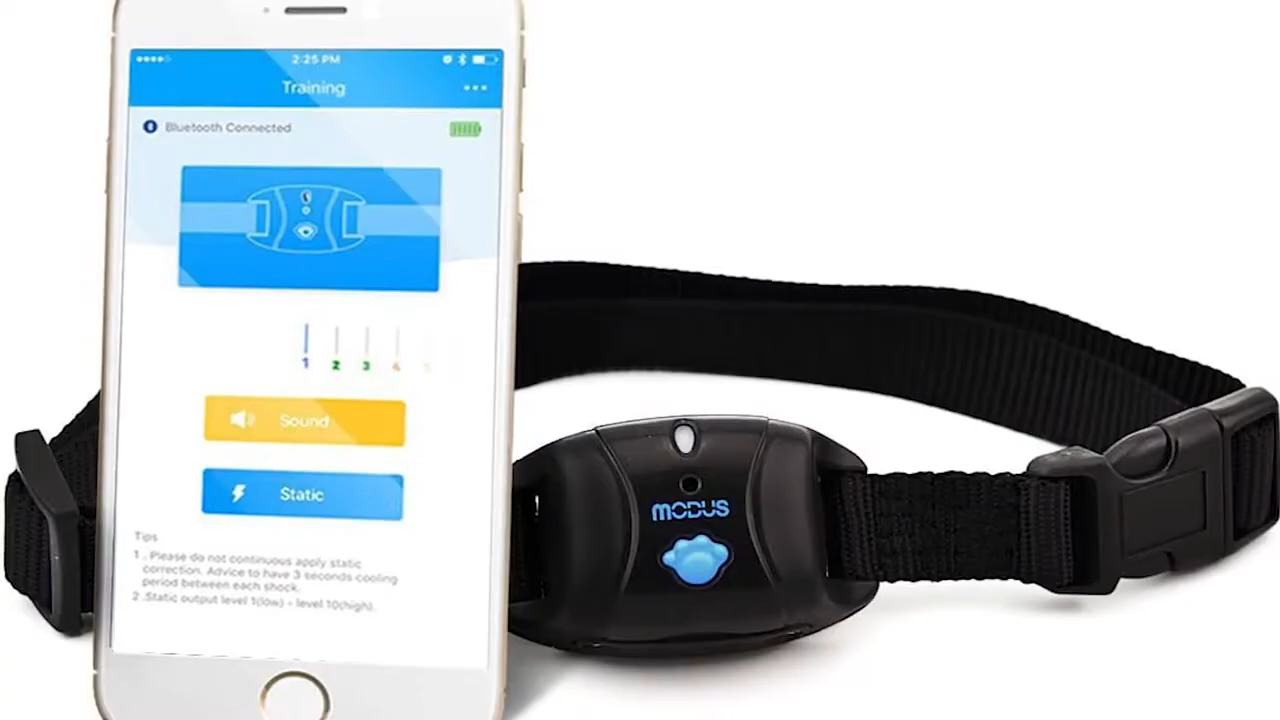 2:25 PM
Training
Bluetooth Connected
1 2 3 4
Sound
Static
Tips
1 . Please do not continuous apply static
correction. Advice to have 3 seconds cooling
period between each shock.
2 .Static output level 1(low) - level 10(high).
MODUS